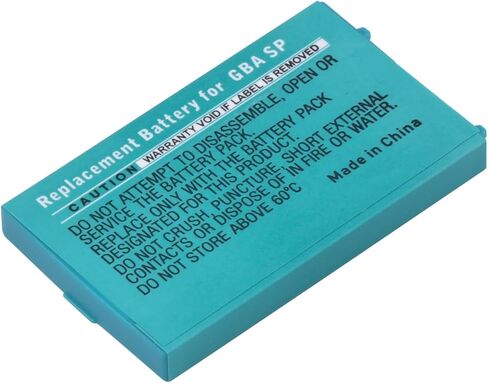 Replacement Battery for GBA SP
CAUTION WARRANTY VOID IF LABEL IS REMOVED
DO NOT ATTEMPT TO DISASSEMBLE, OPEN OR
SERVICE THE BATTERY PACK.
REPLACE ONLY WITH THE BATTERY PACK
DESIGNATED FOR THIS PRODUCT.
DO NOT CRUSH, PUNCTURE, SHORT EXTERNAL
CONTACTS OR DISPOSE OF IN FIRE OR WATER.
DO NOT STORE ABOVE 60°C
Made in China